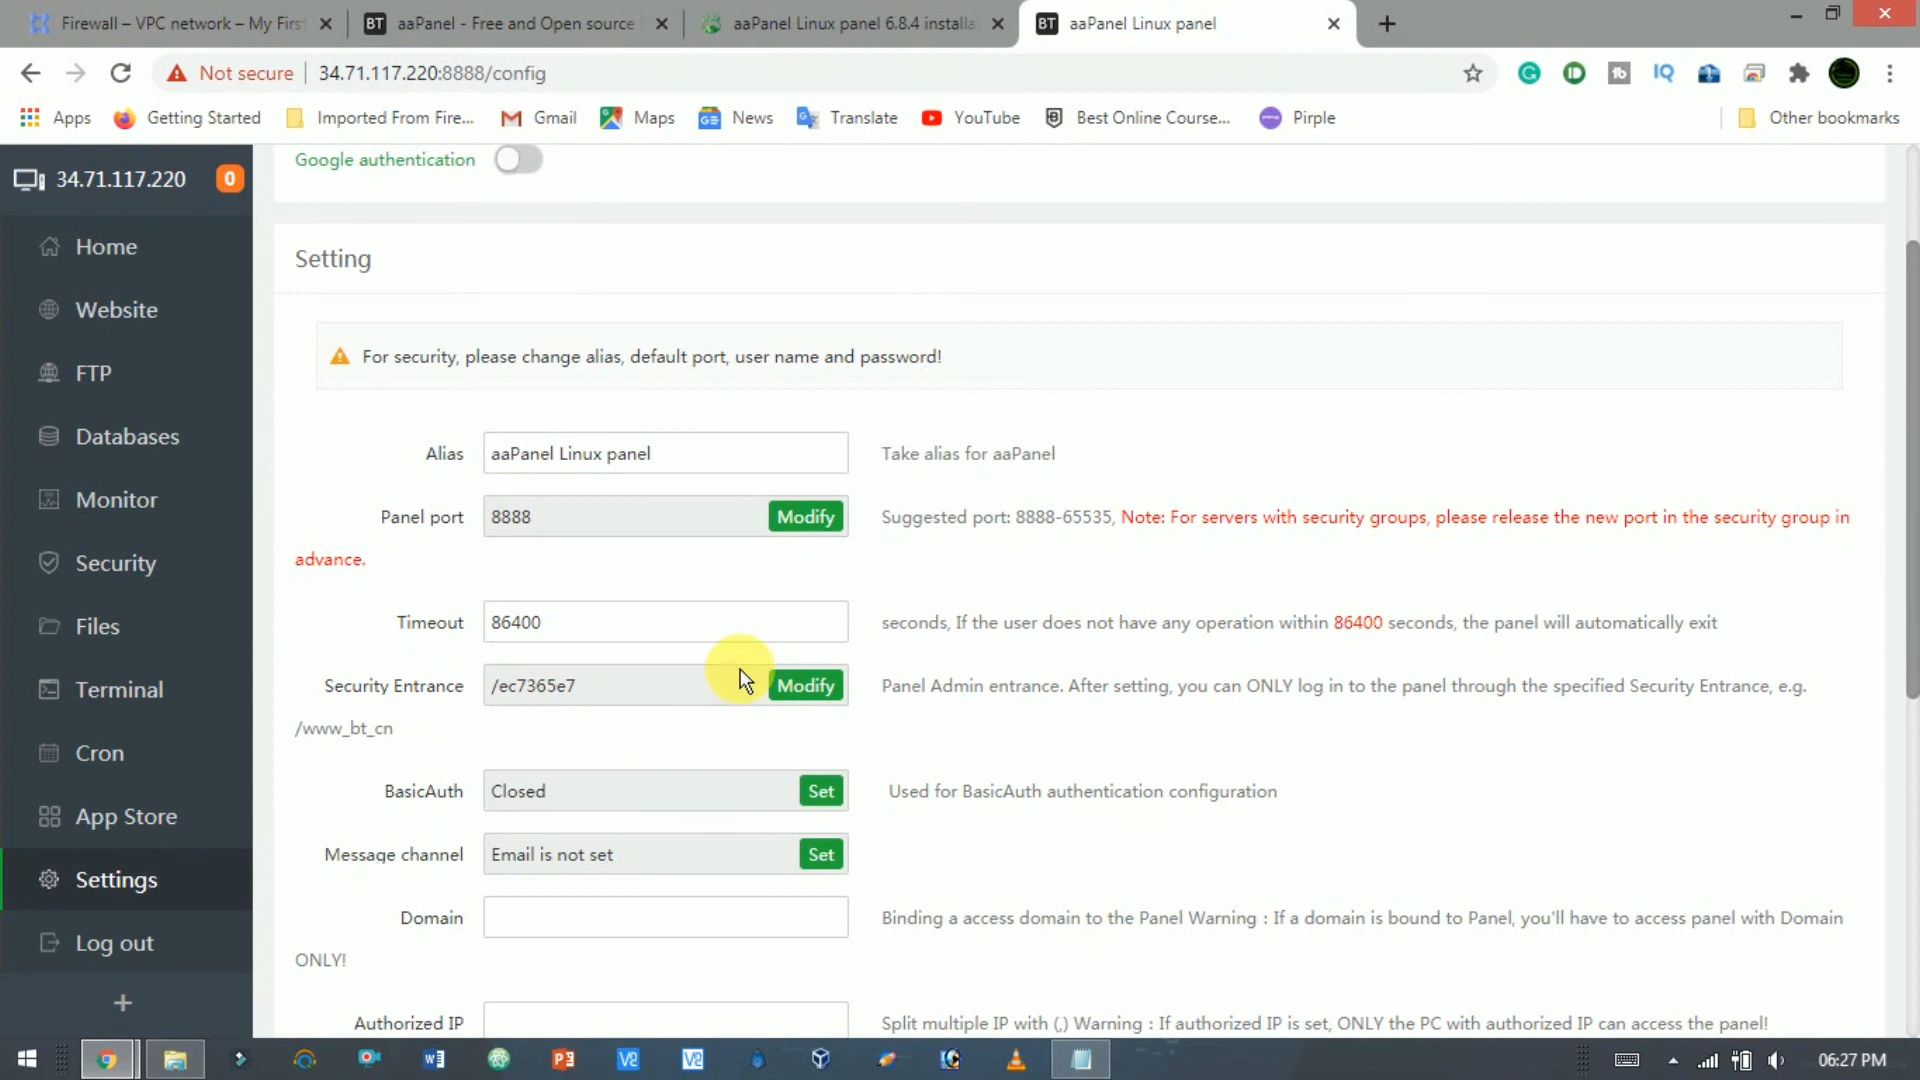 Firewall – VPC network – My Firs
aaPanel - Free and Open source
aaPanel Linux panel 6.8.4 installa
aaPanel Linux panel
Not secure
34.71.117.220:8888/config
Apps
Getting Started
Imported From Fire...
Gmail
Maps
News
Translate
YouTube
Best Online Course...
Pirple
Other bookmarks
34.71.117.220
0
Home
Website
FTP
Databases
Monitor
Security
Files
Terminal
Cron
App Store
Settings
Log out
Google authentication
Setting
For security, please change alias, default port, user name and password!
Alias
aaPanel Linux panel
Take alias for aaPanel
Panel port
8888
Modify
Suggested port: 8888-65535, Note: For servers with security groups, please release the new port in the security group in
advance.
Timeout
86400
seconds, If the user does not have any operation within 86400 seconds, the panel will automatically exit
Security Entrance
/ec7365e7
Modify
Panel Admin entrance. After setting, you can ONLY log in to the panel through the specified Security Entrance, e.g.
/www_bt_cn
BasicAuth
Closed
Set
Used for BasicAuth authentication configuration
Message channel
Email is not set
Set
Domain
Binding a access domain to the Panel Warning : If a domain is bound to Panel, you'll have to access panel with Domain
ONLY!
Authorized IP
Split multiple IP with (,) Warning : If authorized IP is set, ONLY the PC with authorized IP can access the panel!
06:27 PM